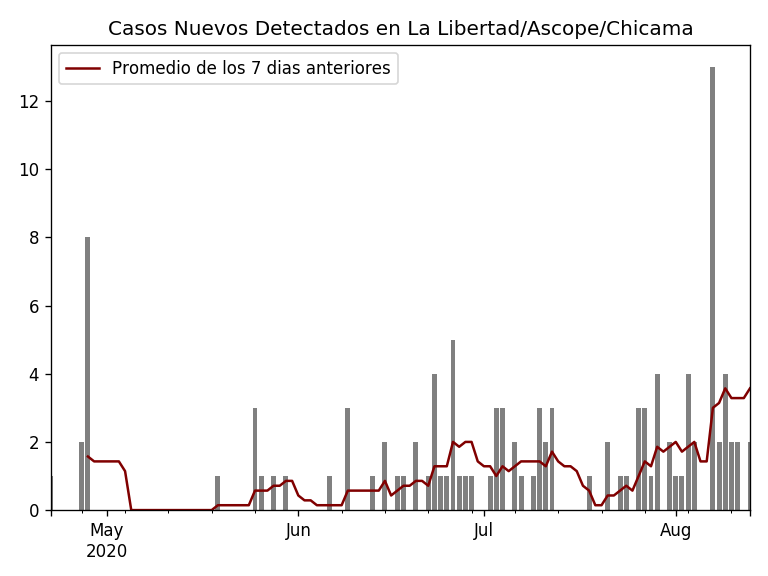 Casos Nuevos Detectados en La Libertad/Ascope/Chicama
Promedio de los 7 dias anteriores
12
10
8
6
4
2
0
May Jun Jul Aug
2020